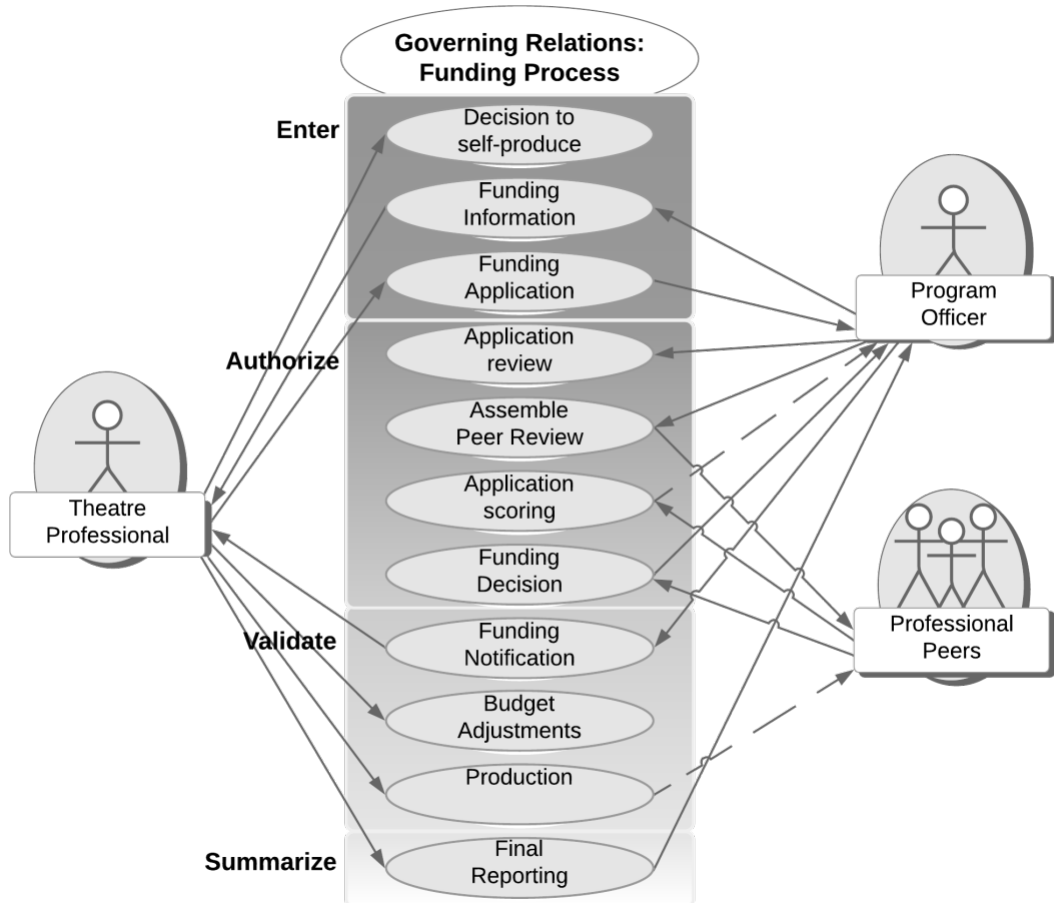 Governing Relations:
Funding Process
Enter
Decision to
self-produce
Funding
Information
Funding
Application
Program
Officer
Authorize
Application
review
Assemble
Peer Review
Theatre
Professional
Application
scoring
Funding
Decision
Professional
Peers
Validate
Funding
Notification
Budget
Adjustments
Production
Summarize
Final
Reporting